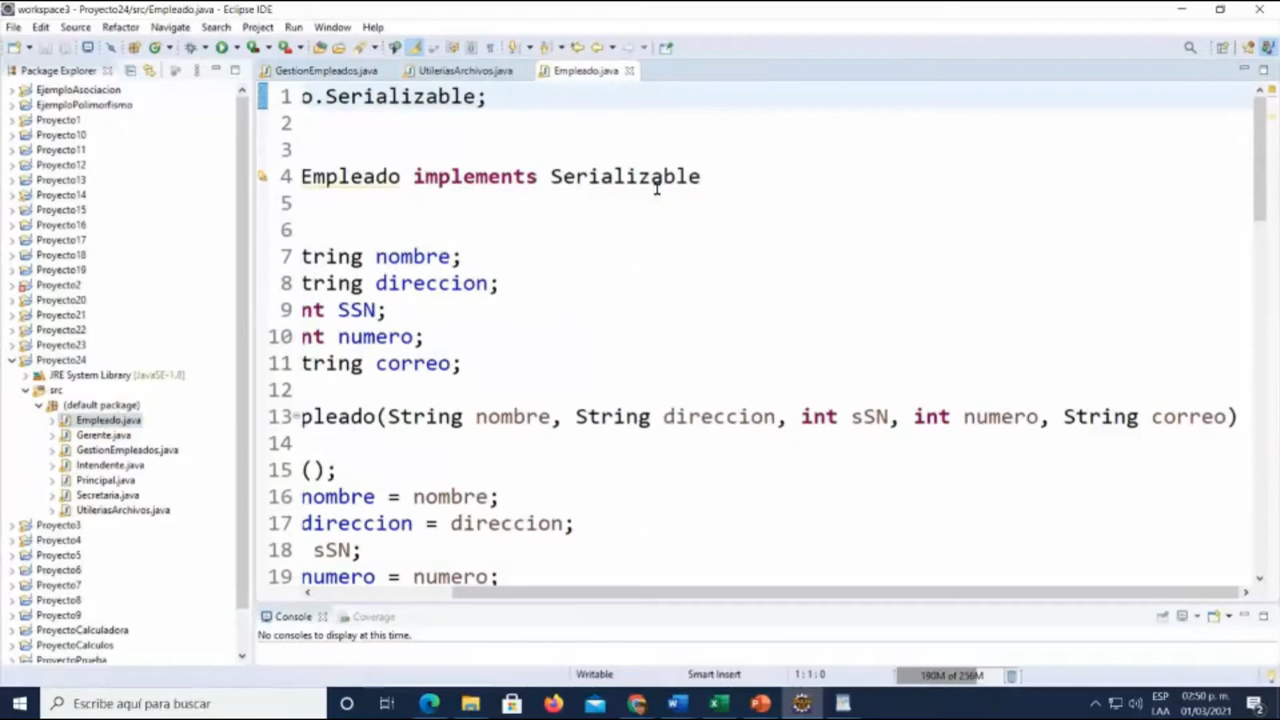 workspace3 - Proyecto24/src/Empleado.java - Eclipse IDE
File Edit Source Refactor Navigate Search Project Run Window Help
Package Explorer
GestionEmpleados.java UtileriasArchivos.java Empleado.java
EjemploAsociacion
EjemploPolimorfismo
Proyecto1
Proyecto10
Proyecto11
Proyecto12
Proyecto13
Proyecto14
Proyecto15
Proyecto16
Proyecto17
Proyecto18
Proyecto19
Proyecto2
Proyecto20
Proyecto21
Proyecto22
Proyecto23
Proyecto24
JRE System Library [JavaSE-1.8]
src
(default package)
Empleado.java
Gerente.java
GestionEmpleados.java
Intendente.java
Principal.java
Secretaria.java
UtileriasArchivos.java
Proyecto3
Proyecto4
Proyecto5
Proyecto6
Proyecto7
Proyecto8
Proyecto9
ProyectoCalculadora
ProyectoCalculos
ProyectoPrueba
1 o.Serializable;
2
3
4 Empleado implements Serializable
5
6
7 tring nombre;
8 tring direccion;
9 nt SSN;
10 nt numero;
11 tring correo;
12
13 pleado(String nombre, String direccion, int sSN, int numero, String correo)
14
15 ();
16 nombre = nombre;
17 direccion = direccion;
18 sSN;
19 numero = numero;
Console Coverage
No consoles to display at this time.
Writable Smart Insert 1:1:0 190M of 256M
Escribe aquí para buscar
ESP
LAA
02:50 p. m.
01/03/2021
2